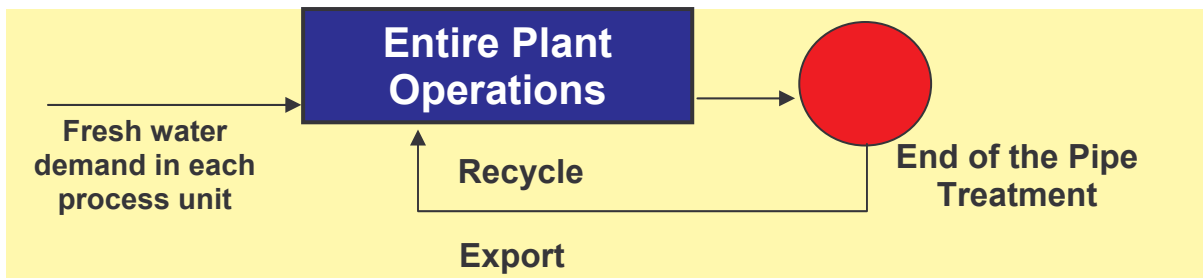 Entire Plant
Operations
Fresh water
demand in each
process unit
Recycle
End of the Pipe
Treatment
Export